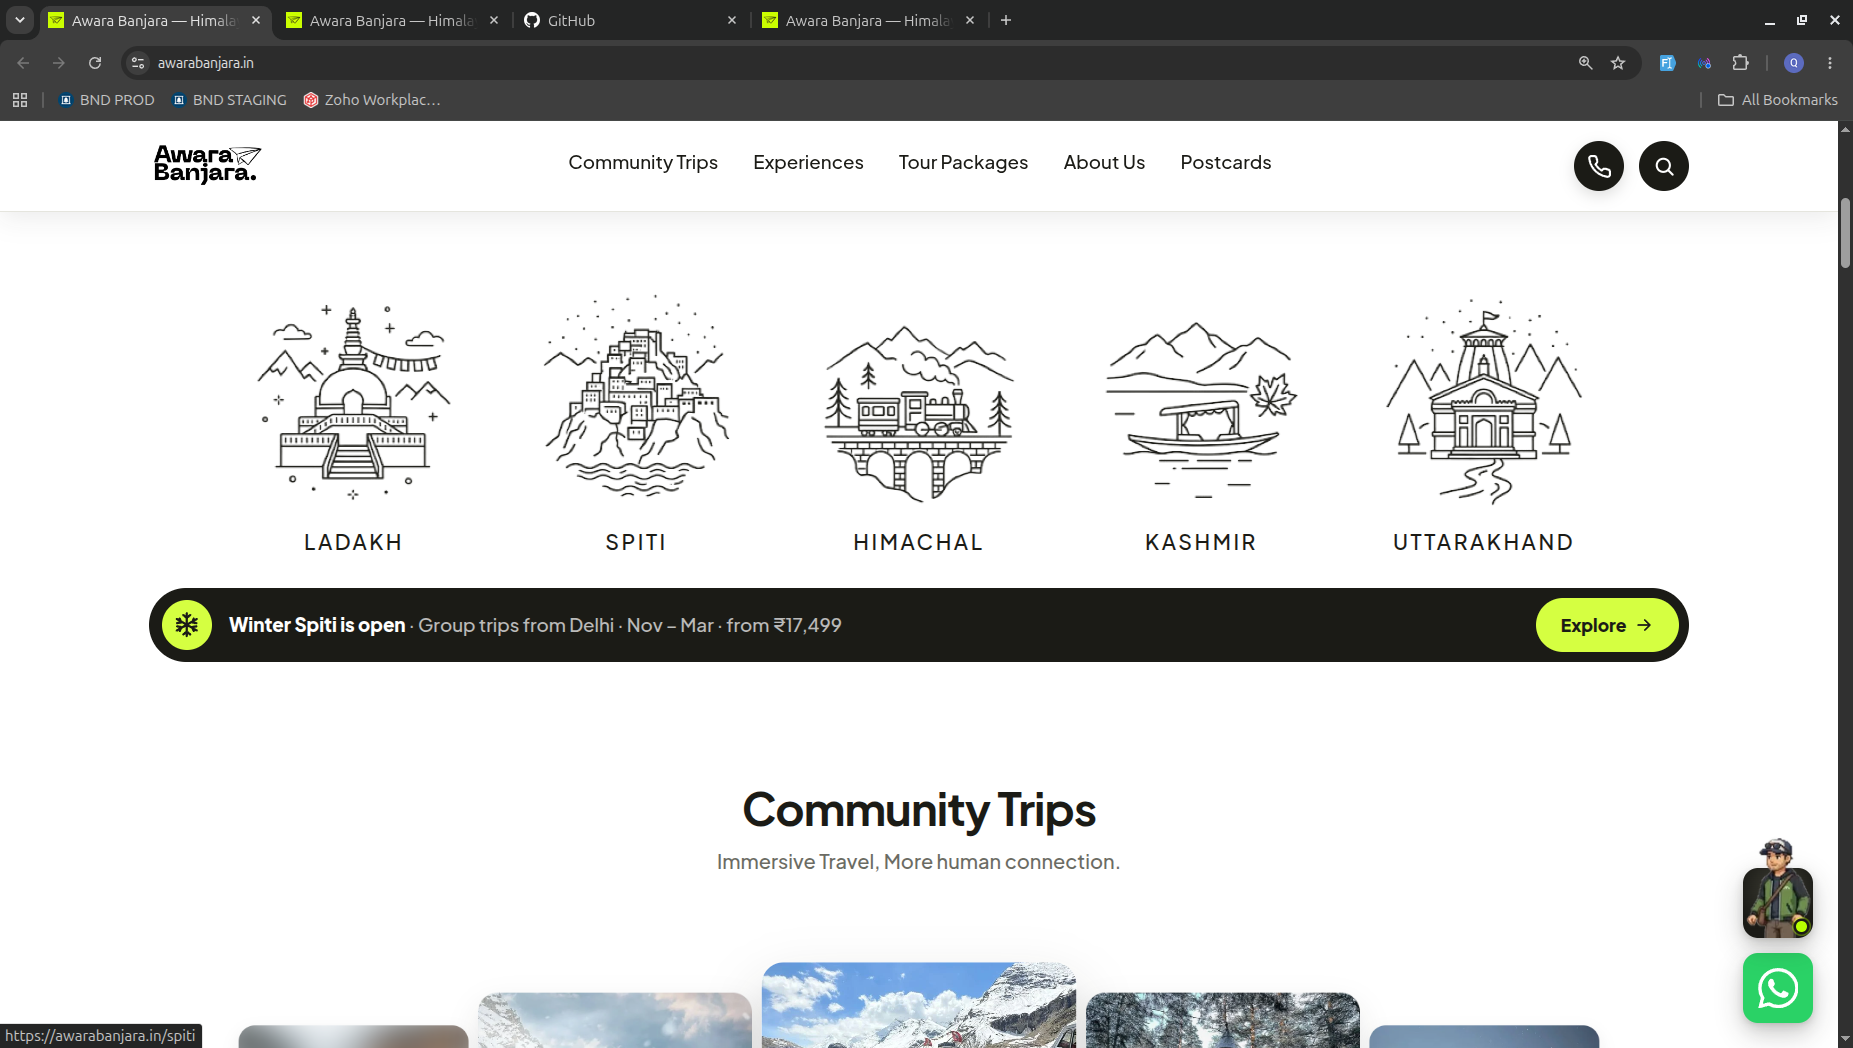 Awara Banjara — Himala
Awara Banjara — Himala
GitHub
Awara Banjara — Himala
awarabanjara.in
Q
BND PROD
BND STAGING
Zoho Workplac...
All Bookmarks
Awara
Banjara.
Community Trips
Experiences
Tour Packages
About Us
Postcards
LADAKH
SPITI
HIMACHAL
KASHMIR
UTTARAKHAND
Winter Spiti is open · Group trips from Delhi · Nov – Mar · from ₹17,499
Explore →
Community Trips
Immersive Travel, More human connection.
https://awarabanjara.in/spiti